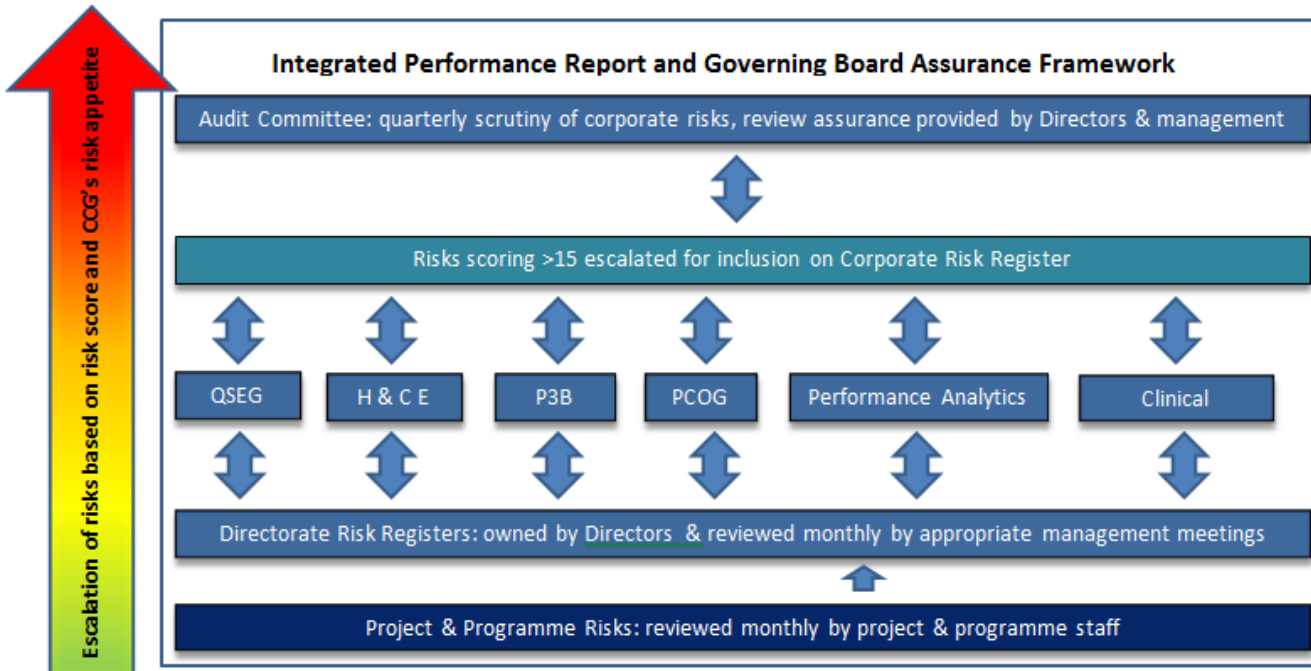 Escalation of risks based on risk score and CCG's risk appetite
Integrated Performance Report and Governing Board Assurance Framework
Audit Committee: quarterly scrutiny of corporate risks, review assurance provided by Directors & management
Risks scoring >15 escalated for inclusion on Corporate Risk Register
QSEG
H & C E
P3B
PCOG
Performance Analytics
Clinical
Directorate Risk Registers: owned by Directors & reviewed monthly by appropriate management meetings
Project & Programme Risks: reviewed monthly by project & programme staff